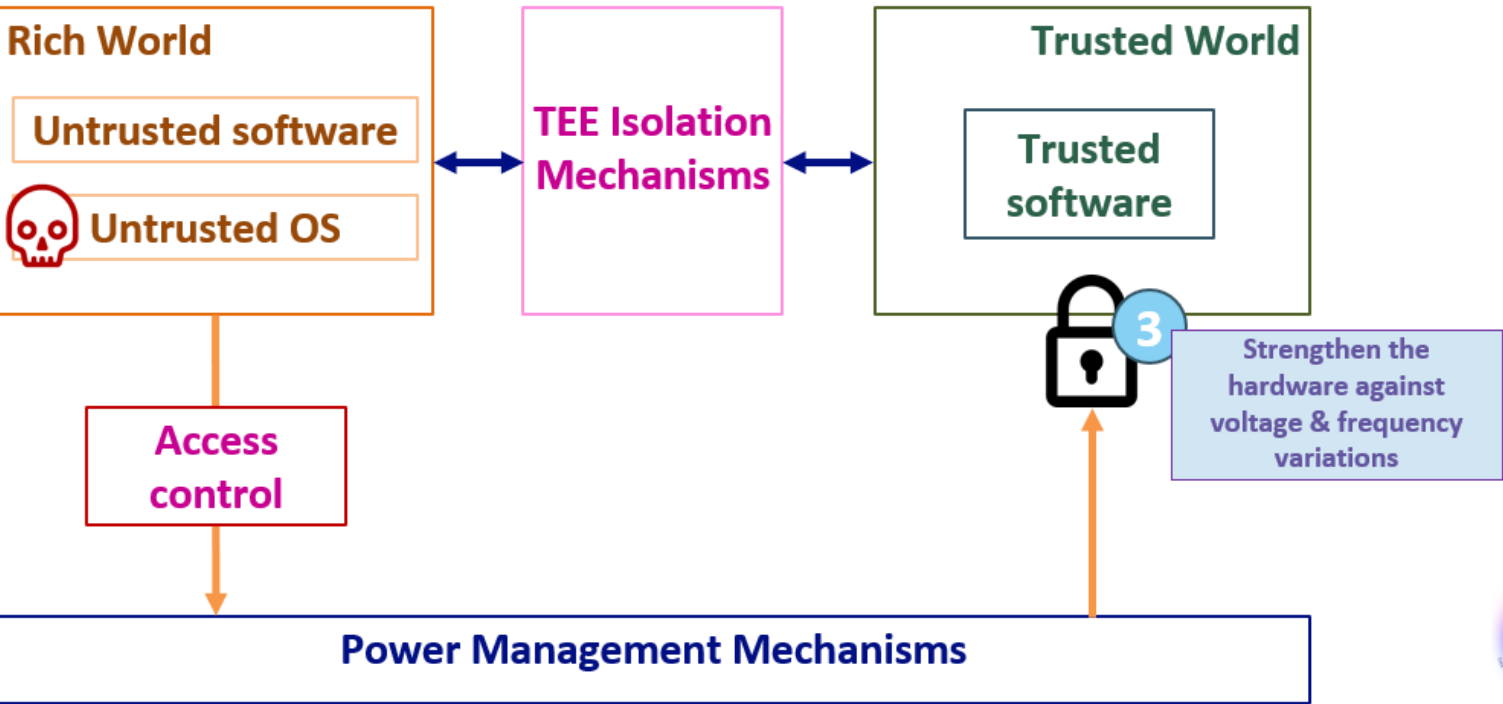 Rich World
Untrusted software
Untrusted OS
TEE Isolation
Mechanisms
Trusted World
Trusted
software
3
Strengthen the
hardware against
voltage & frequency
variations
Access
control
Power Management Mechanisms